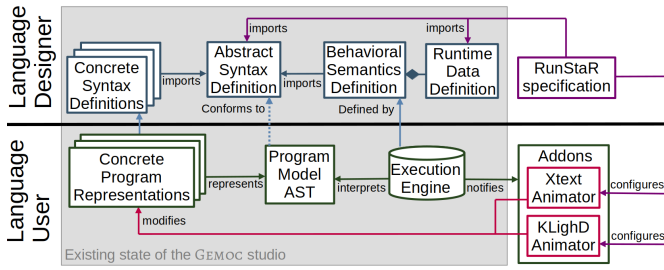 Language
Designer
Concrete
Syntax
Definitions
imports
Abstract
Syntax
Definition
imports
Behavioral
Semantics
Definition
Runtime
Data
Definition
imports
imports
RunStaR
specification
Conforms to
Defined by
Language
User
Concrete
Program
Representations
represents
Program
Model
AST
interprets
Execution
Engine
notifies
Addons
Xtext
Animator
KLighD
Animator
configures
configures
modifies
Existing state of the GEMOC studio